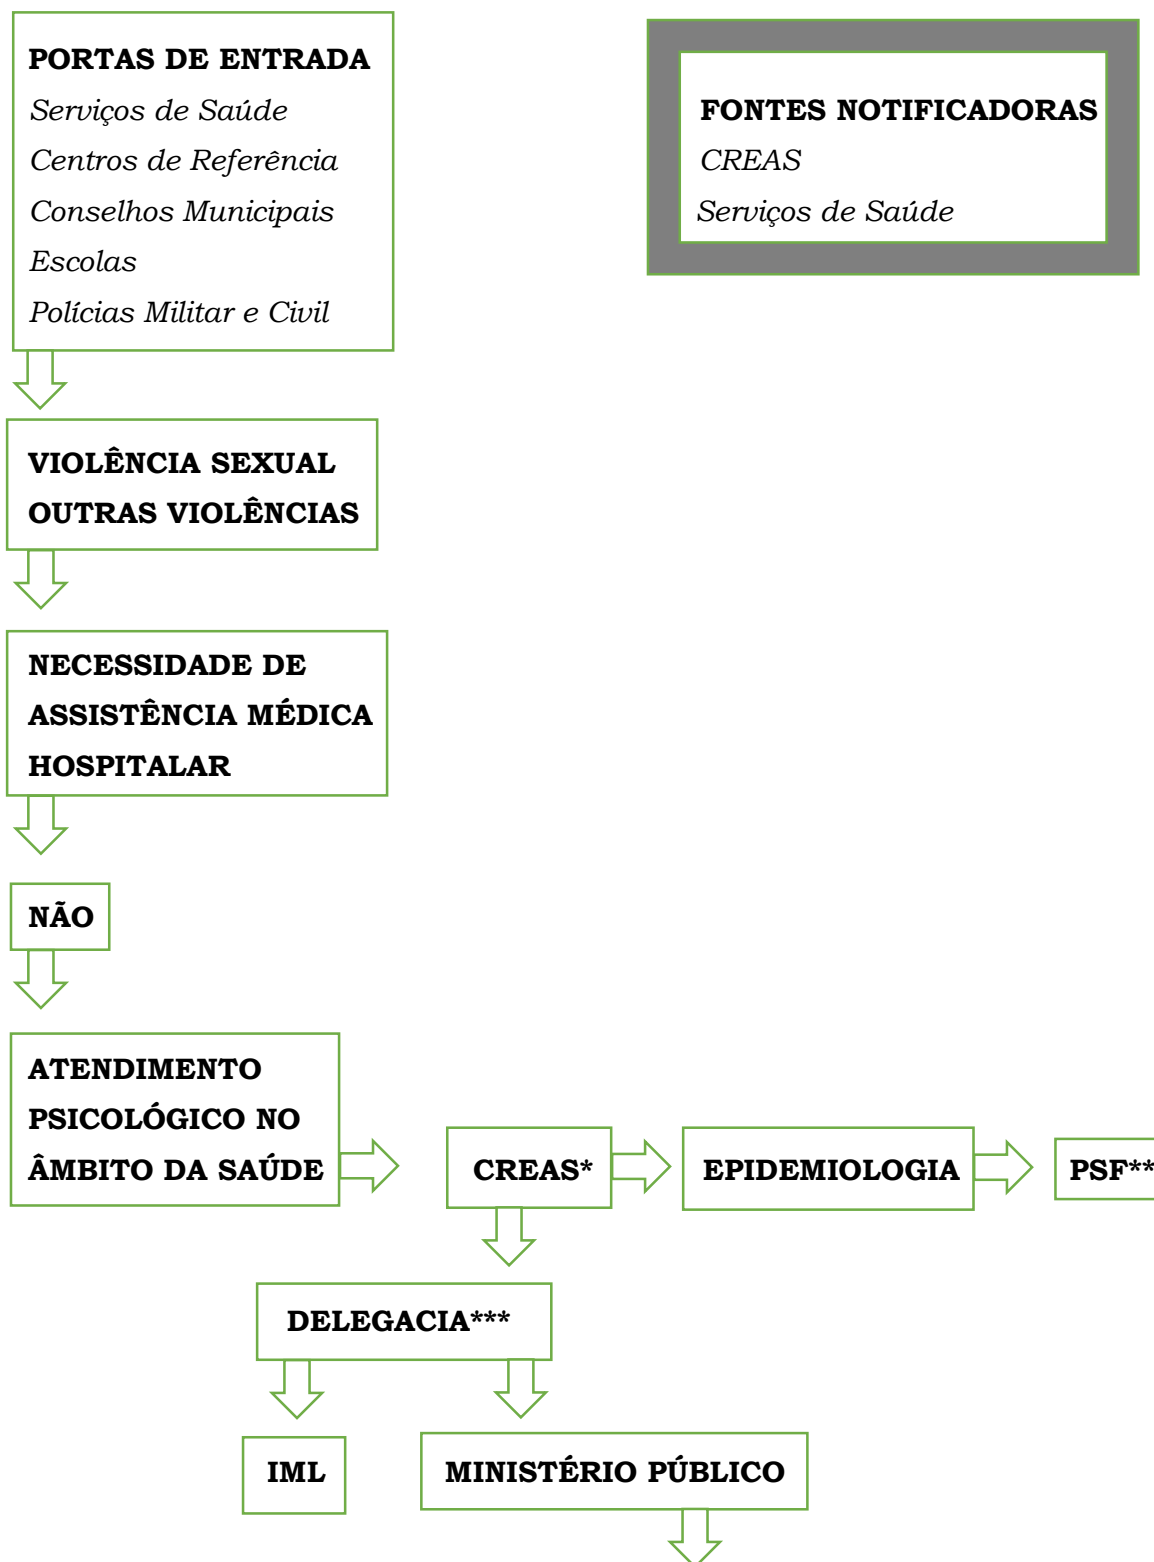 PORTAS DE ENTRADA
Serviços de Saúde
Centros de Referência
Conselhos Municipais
Escolas
Polícias Militar e Civil
FONTES NOTIFICADORAS
CREAS
Serviços de Saúde
VIOLÊNCIA SEXUAL
OUTRAS VIOLÊNCIAS
NECESSIDADE DE
ASSISTÊNCIA MÉDICA
HOSPITALAR
NÃO
ATENDIMENTO
PSICOLÓGICO NO
ÂMBITO DA SAÚDE
CREAS*
EPIDEMIOLOGIA
PSF**
DELEGACIA***
IML
MINISTÉRIO PÚBLICO